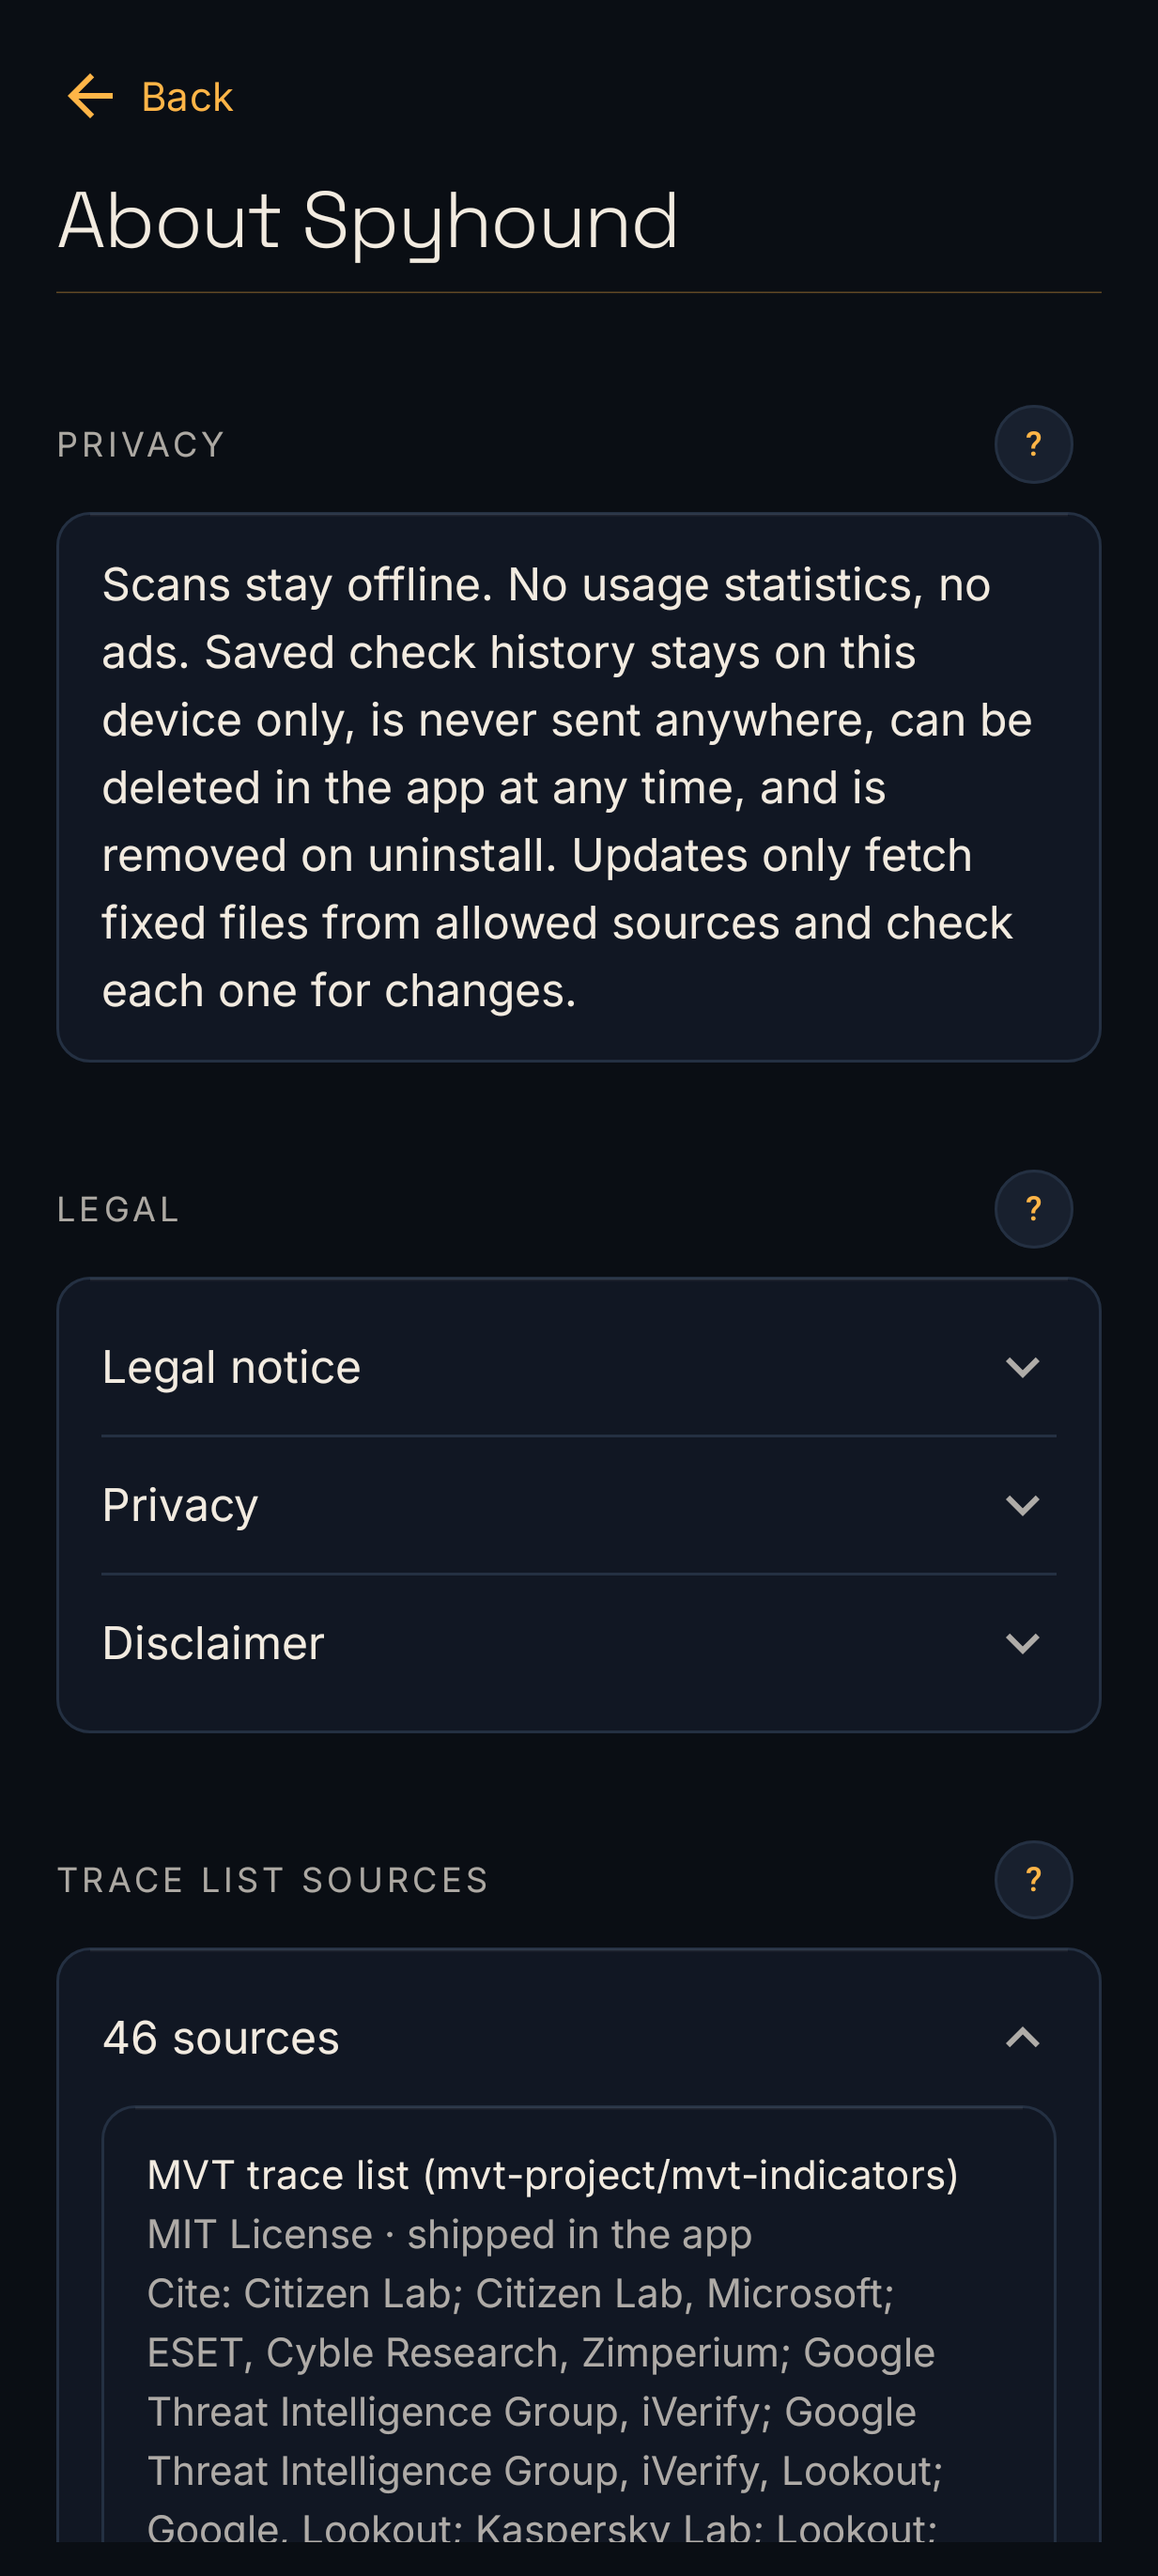 Back
About Spyhound
PRIVACY
?
Scans stay offline. No usage statistics, no
ads. Saved check history stays on this
device only, is never sent anywhere, can be
deleted in the app at any time, and is
removed on uninstall. Updates only fetch
fixed files from allowed sources and check
each one for changes.
LEGAL
?
Legal notice
Privacy
Disclaimer
TRACE LIST SOURCES
?
46 sources
MVT trace list (mvt-project/mvt-indicators)
MIT License · shipped in the app
Cite: Citizen Lab; Citizen Lab, Microsoft;
ESET, Cyble Research, Zimperium; Google
Threat Intelligence Group, iVerify; Google
Threat Intelligence Group, iVerify, Lookout;
Google, Lookout; Kaspersky Lab; Lookout;